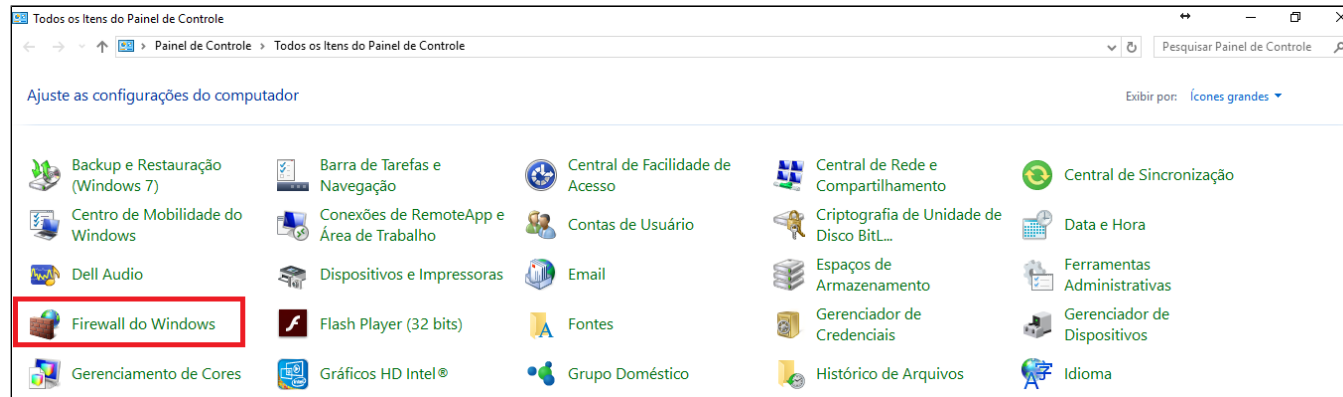 Todos os Itens do Painel de Controle
Painel de Controle > Todos os Itens do Painel de Controle
Pesquisar Painel de Controle
Ajuste as configurações do computador
Exibir por: Ícones grandes
Backup e Restauração
(Windows 7)
Barra de Tarefas e
Navegação
Central de Facilidade de
Acesso
Central de Rede e
Compartilhamento
Central de Sincronização
Centro de Mobilidade do
Windows
Conexões de RemoteApp e
Área de Trabalho
Contas de Usuário
Criptografia de Unidade de
Disco BitL...
Data e Hora
Dell Audio
Dispositivos e Impressoras
Email
Espaços de
Armazenamento
Ferramentas
Administrativas
Firewall do Windows
Flash Player (32 bits)
Fontes
Gerenciador de
Credenciais
Gerenciador de
Dispositivos
Gerenciamento de Cores
Gráficos HD Intel®
Grupo Doméstico
Histórico de Arquivos
Idioma